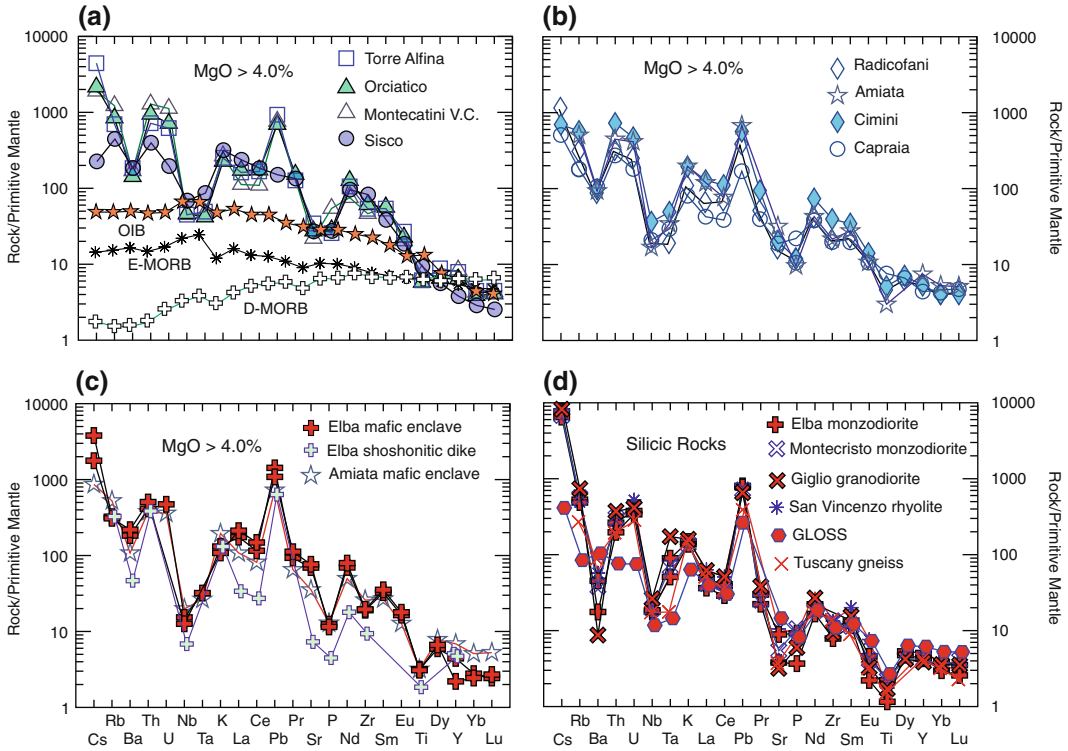 (a)
10000
1000
100
10
1
Rock/Primitive Mantle
MgO > 4.0%
Torre Alfina
Orciatico
Montecatini V.C.
Sisco
OIB
E-MORB
D-MORB
(b)
MgO > 4.0%
Radicofani
Amiata
Cimini
Capraia
10000
1000
100
10
1
Rock/Primitive Mantle
(c)
10000
1000
100
10
1
Rock/Primitive Mantle
MgO > 4.0%
Elba mafic enclave
Elba shoshonitic dike
Amiata mafic enclave
Rb Th Nb K Ce Pr P Zr Eu Dy Yb
Cs Ba U Ta La Pb Sr Nd Sm Ti Y Lu
(d)
Silicic Rocks
Elba monzodiorite
Montecristo monzodiorite
Giglio granodiorite
San Vincenzo rhyolite
GLOSS
Tuscany gneiss
10000
1000
100
10
1
Rock/Primitive Mantle
Rb Th Nb K Ce Pr P Zr Eu Dy Yb
Cs Ba U Ta La Pb Sr Nd Sm Ti Y Lu